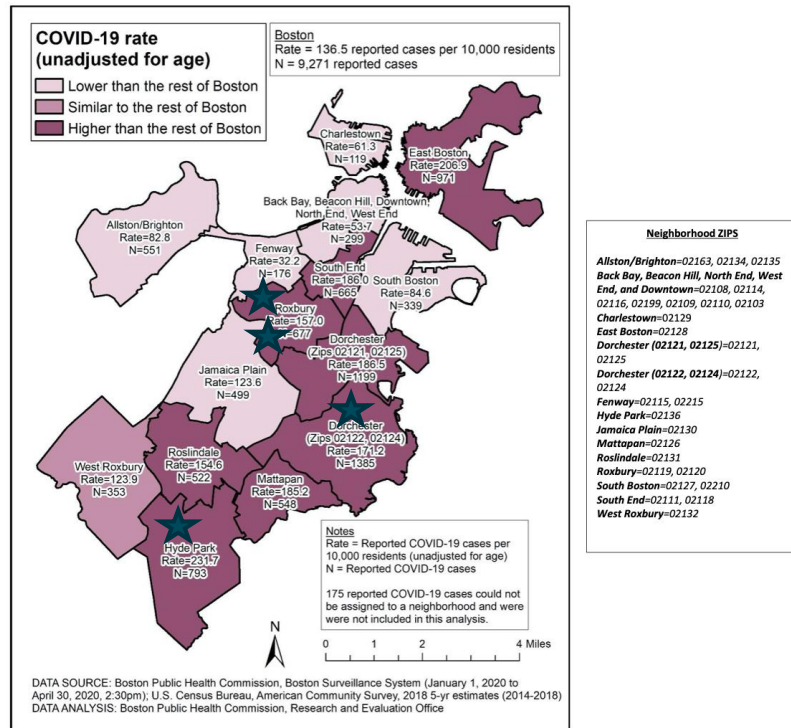 COVID-19 rate
(unadjusted for age)
Lower than the rest of Boston
Similar to the rest of Boston
Higher than the rest of Boston
Boston
Rate = 136.5 reported cases per 10,000 residents
N = 9,271 reported cases
Charlestown
Rate=61.3
N=119
East Boston
Rate=206.9
N=971
Allston/Brighton
Rate=82.8
N=551
Back Bay, Beacon Hill, Downtown,
North End, West End
Rate=53.7
N=299
Fenway
Rate=32.2
N=176
South End
Rate=186.0
N=665
South Boston
Rate=84.6
N=339
Roxbury
Rate=157.0
N=677
Dorchester
(Zips 02121, 02125)
Rate=186.5
N=1199
Jamaica Plain
Rate=123.6
N=499
Dorchester
(Zips 02122, 02124)
Rate=171.2
N=1385
West Roxbury
Rate=123.9
N=353
Roslindale
Rate=154.6
N=522
Mattapan
Rate=185.2
N=548
Hyde Park
Rate=231.7
N=793
Notes
Rate = Reported COVID-19 cases per
10,000 residents (unadjusted for age)
N = Reported COVID-19 cases
175 reported COVID-19 cases could not
be assigned to a neighborhood and were
were not included in this analysis.
N
0 1 2 4 Miles
DATA SOURCE: Boston Public Health Commission, Boston Surveillance System (January 1, 2020 to
April 30, 2020, 2:30pm); U.S. Census Bureau, American Community Survey, 2018 5-yr estimates (2014-2018)
DATA ANALYSIS: Boston Public Health Commission, Research and Evaluation Office
Neighborhood ZIPS
Allston/Brighton=02163, 02134, 02135
Back Bay, Beacon Hill, North End, West
End, and Downtown=02108, 02114,
02116, 02199, 02109, 02110, 02103
Charlestown=02129
East Boston=02128
Dorchester (02121, 02125)=02121,
02125
Dorchester (02122, 02124)=02122,
02124
Fenway=02115, 02215
Hyde Park=02136
Jamaica Plain=02130
Mattapan=02126
Roslindale=02131
Roxbury=02119, 02120
South Boston=02127, 02210
South End=02111, 02118
West Roxbury=02132